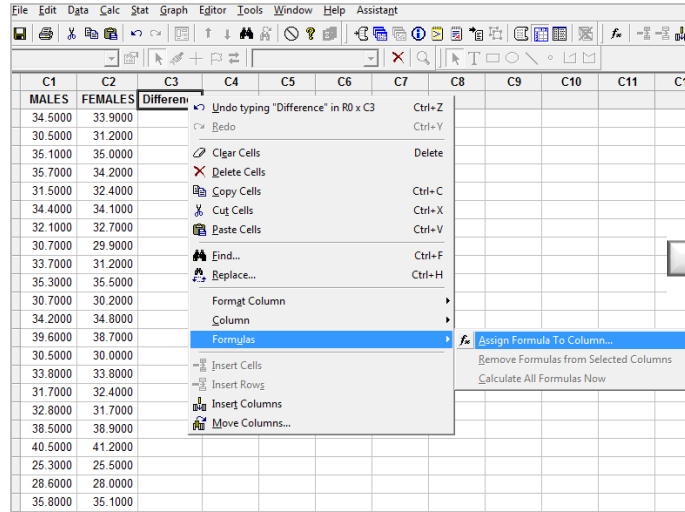 File Edit Data Calc Stat Graph Editor Tools Window Help Assistant
C1 C2 C3 C4 C5 C6 C7 C8 C9 C10 C11
MALES FEMALES Differenc
34.5000 33.9000
30.5000 31.2000
35.1000 35.0000
35.7000 34.2000
31.5000 32.4000
34.4000 34.1000
32.1000 32.7000
30.7000 29.9000
33.7000 31.2000
35.3000 35.5000
30.7000 30.2000
34.2000 34.8000
39.6000 38.7000
30.5000 30.0000
33.8000 33.8000
31.7000 32.4000
32.8000 31.7000
38.5000 38.9000
40.5000 41.2000
25.3000 25.5000
28.6000 28.0000
35.8000 35.1000
Undo typing "Difference" in R0 x C3 Ctrl+Z
Redo Ctrl+Y
Clear Cells Delete
Delete Cells
Copy Cells Ctrl+C
Cut Cells Ctrl+X
Paste Cells Ctrl+V
Find... Ctrl+F
Replace... Ctrl+H
Format Column
Column
Formulas
Insert Cells
Insert Rows
Insert Columns
Move Columns...
Assign Formula To Column...
Remove Formulas from Selected Columns
Calculate All Formulas Now